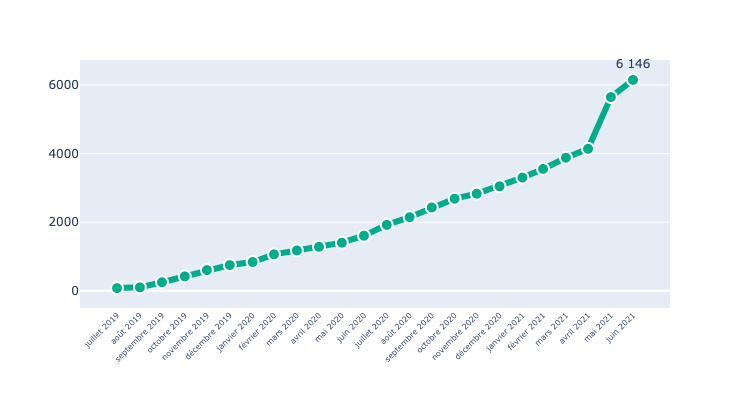 6 146
6000
4000
2000
0
juillet 2019
août 2019
septembre 2019
octobre 2019
novembre 2019
décembre 2019
janvier 2020
février 2020
mars 2020
avril 2020
mai 2020
juin 2020
juillet 2020
août 2020
septembre 2020
octobre 2020
novembre 2020
décembre 2020
janvier 2021
février 2021
mars 2021
avril 2021
mai 2021
juin 2021